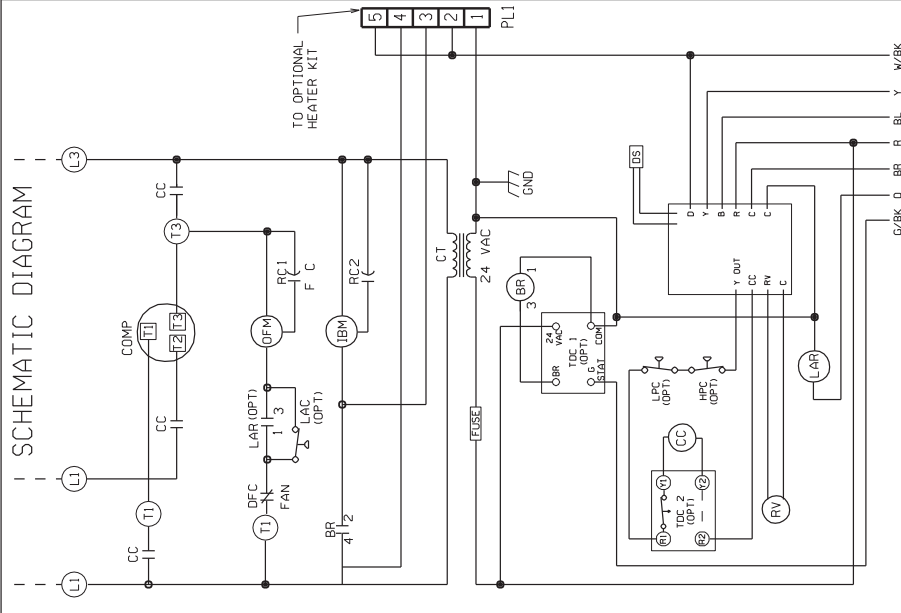 SCHEMATIC DIAGRAM
L3
L1
L1
TO OPTIONAL
HEATER KIT
5
4
3
2
1
PL1
CC
T3
COMP
T1
T3
T2
CC
T1
CC
RC1
F C
OFM
LAR(OPT)
1 3
LAC
(OPT)
DFC
FAN
T1
RC2
IBM
BR
4 2
CT
24 VAC
GND
FUSE
BR
3 1
24
VAC
BR
TDC 1
(OPT)
COM
G
STAT
DS
D
Y
B
R
C
C
Y OUT
CC
RV
C
LPC
(OPT)
HPC
(OPT)
LAR
CC
Y1
Y2
TDC 2
(OPT)
R1
R2
RV
W/BK
Y
BL
R
BR
O
G/BK